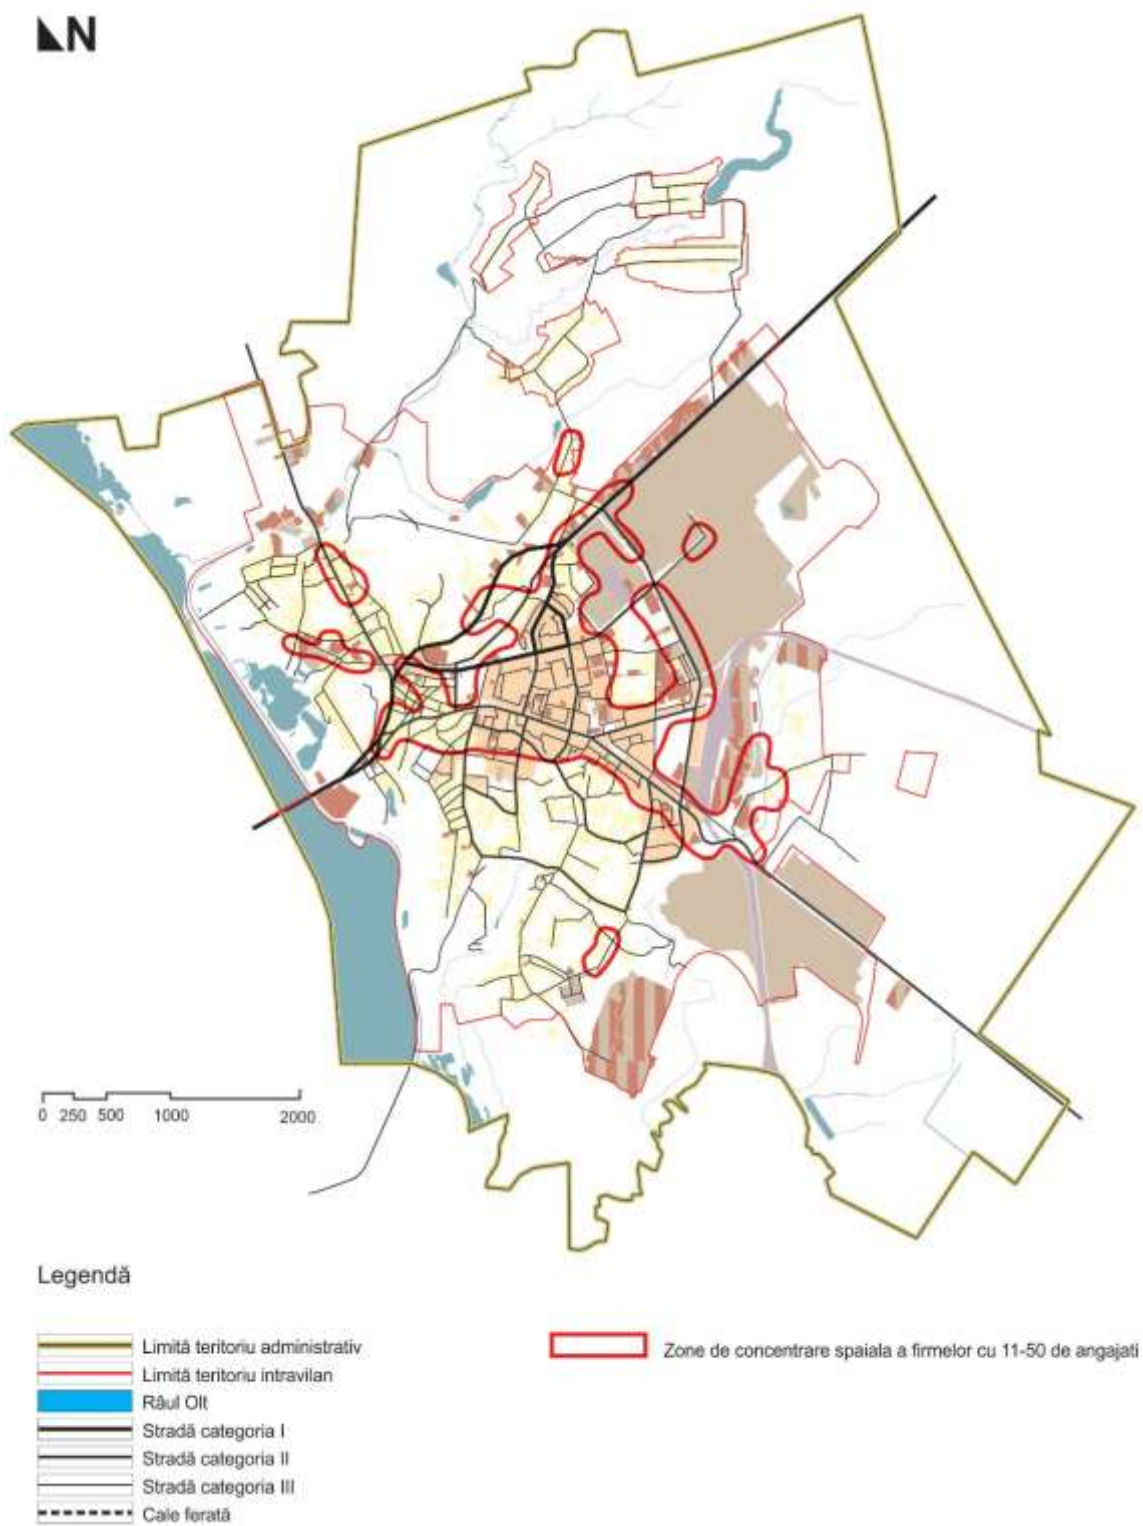 N
0 250 500 1000 2000
Legendă
Limită teritoriu administrativ
Limită teritoriu intravilan
Râul Olt
Stradă categoria I
Stradă categoria II
Stradă categoria III
Cale ferată
Zone de concentrare spaiala a firmelor cu 11-50 de angajati